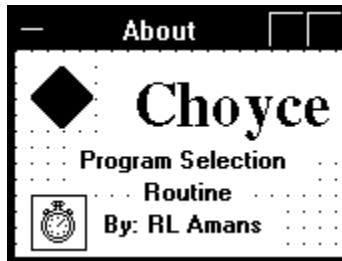 About
Choyce
Program Selection
Routine
By: RL Amans